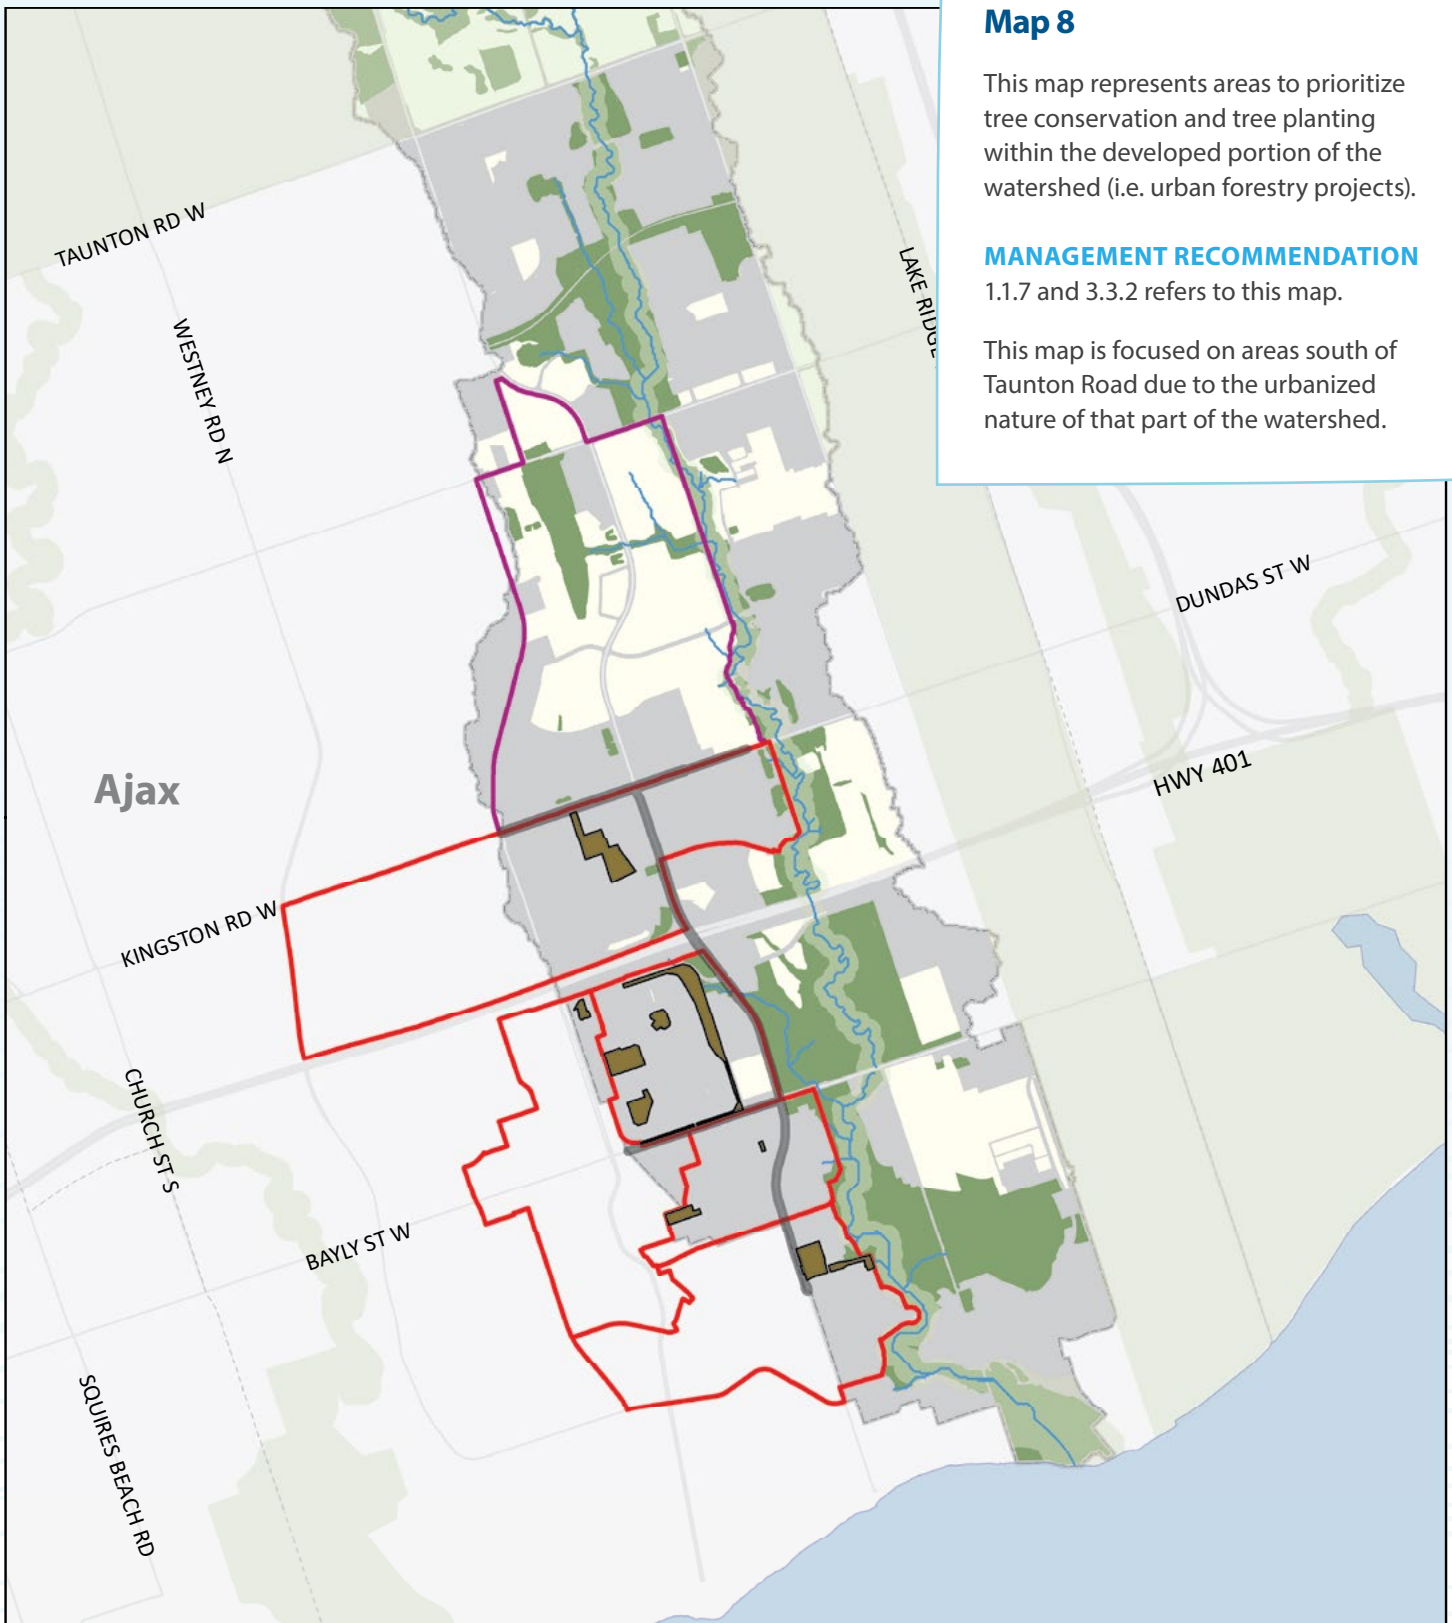 Map 8
This map represents areas to prioritize
tree conservation and tree planting
within the developed portion of the
watershed (i.e. urban forestry projects).
MANAGEMENT RECOMMENDATION
1.1.7 and 3.3.2 refers to this map.
This map is focused on areas south of
Taunton Road due to the urbanized
nature of that part of the watershed.
TAUNTON RD W
WESTNEY RD N
LAKE RIDGE
DUNDAS ST W
HWY 401
Ajax
KINGSTON RD W
CHURCH ST S
BAYLY ST W
SQUIRES BEACH RD